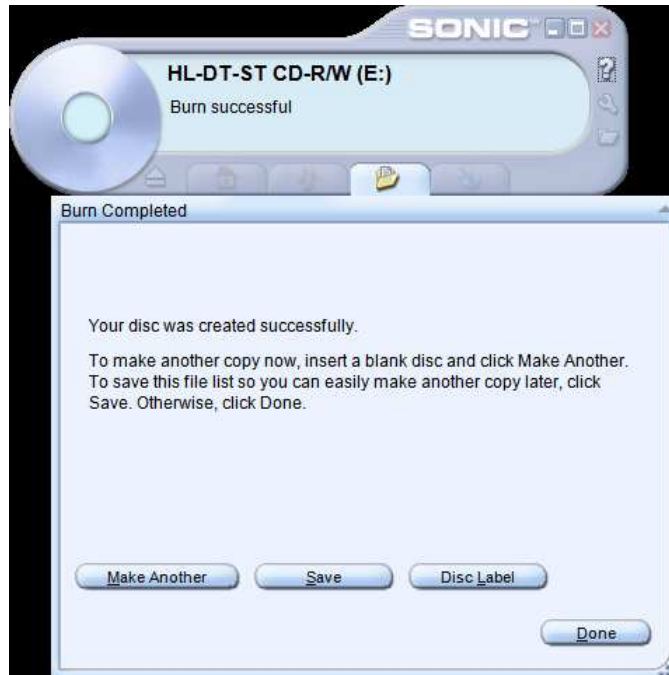 SONIC
HL-DT-ST CD-R/W (E:)
Burn successful
Burn Completed
Your disc was created successfully.
To make another copy now, insert a blank disc and click Make Another.
To save this file list so you can easily make another copy later, click
Save. Otherwise, click Done.
Make Another
Save
Disc Label
Done